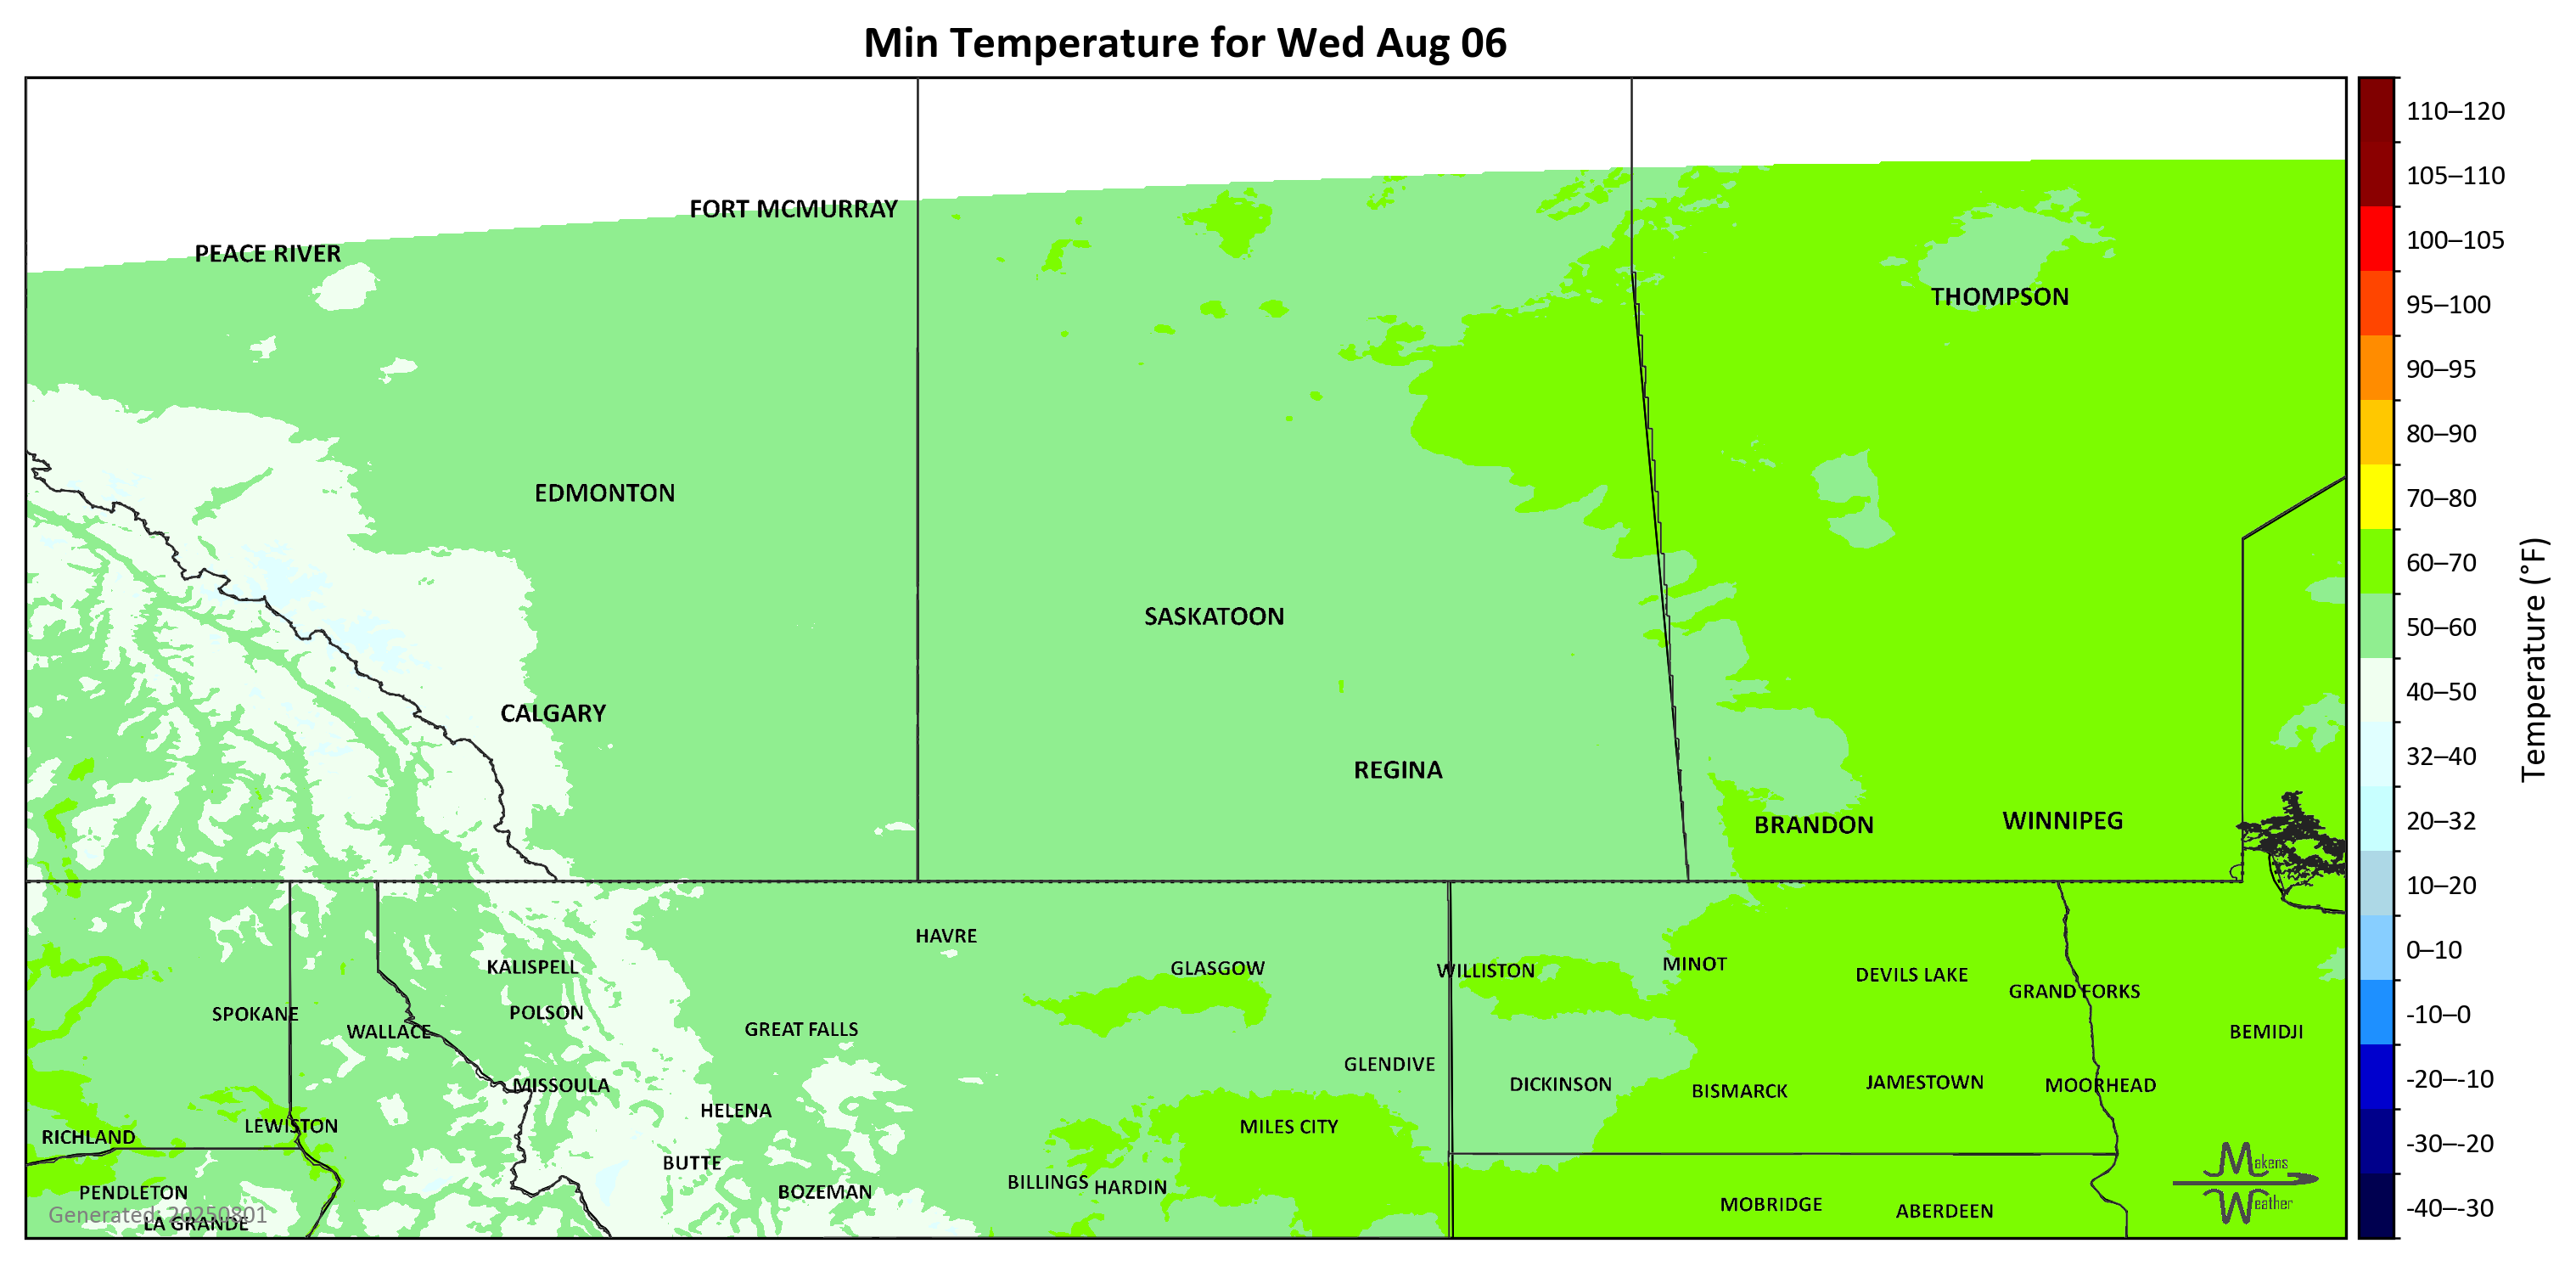 Min Temperature for Wed Aug 06
110–120
105–110
FORT MCMURRAY
100–105
PEACE RIVER
THOMPSON
95–100
90–95
80–90
EDMONTON
70–80
60–70
SASKATOON
50–60
Temperature (°F)
CALGARY
40–50
REGINA
32–40
BRANDON
WINNIPEG
20–32
10–20
HAVRE
KALISPELL
GLASGOW
WILLISTON
MINOT
DEVILS LAKE
0–10
GRAND FORKS
SPOKANE
POLSON
-10–0
WALLACE
GREAT FALLS
BEMIDJI
GLENDIVE
MISSOULA
DICKINSON
BISMARCK
JAMESTOWN
MOORHEAD
-20–-10
HELENA
LEWISTON
MILES CITY
RICHLAND
-30–-20
BUTTE
Makens
Weather
PENDLETON
BOZEMAN
BILLINGS
HARDIN
MOBRIDGE
ABERDEEN
-40–-30
Generated: 20250801
LA GRANDE